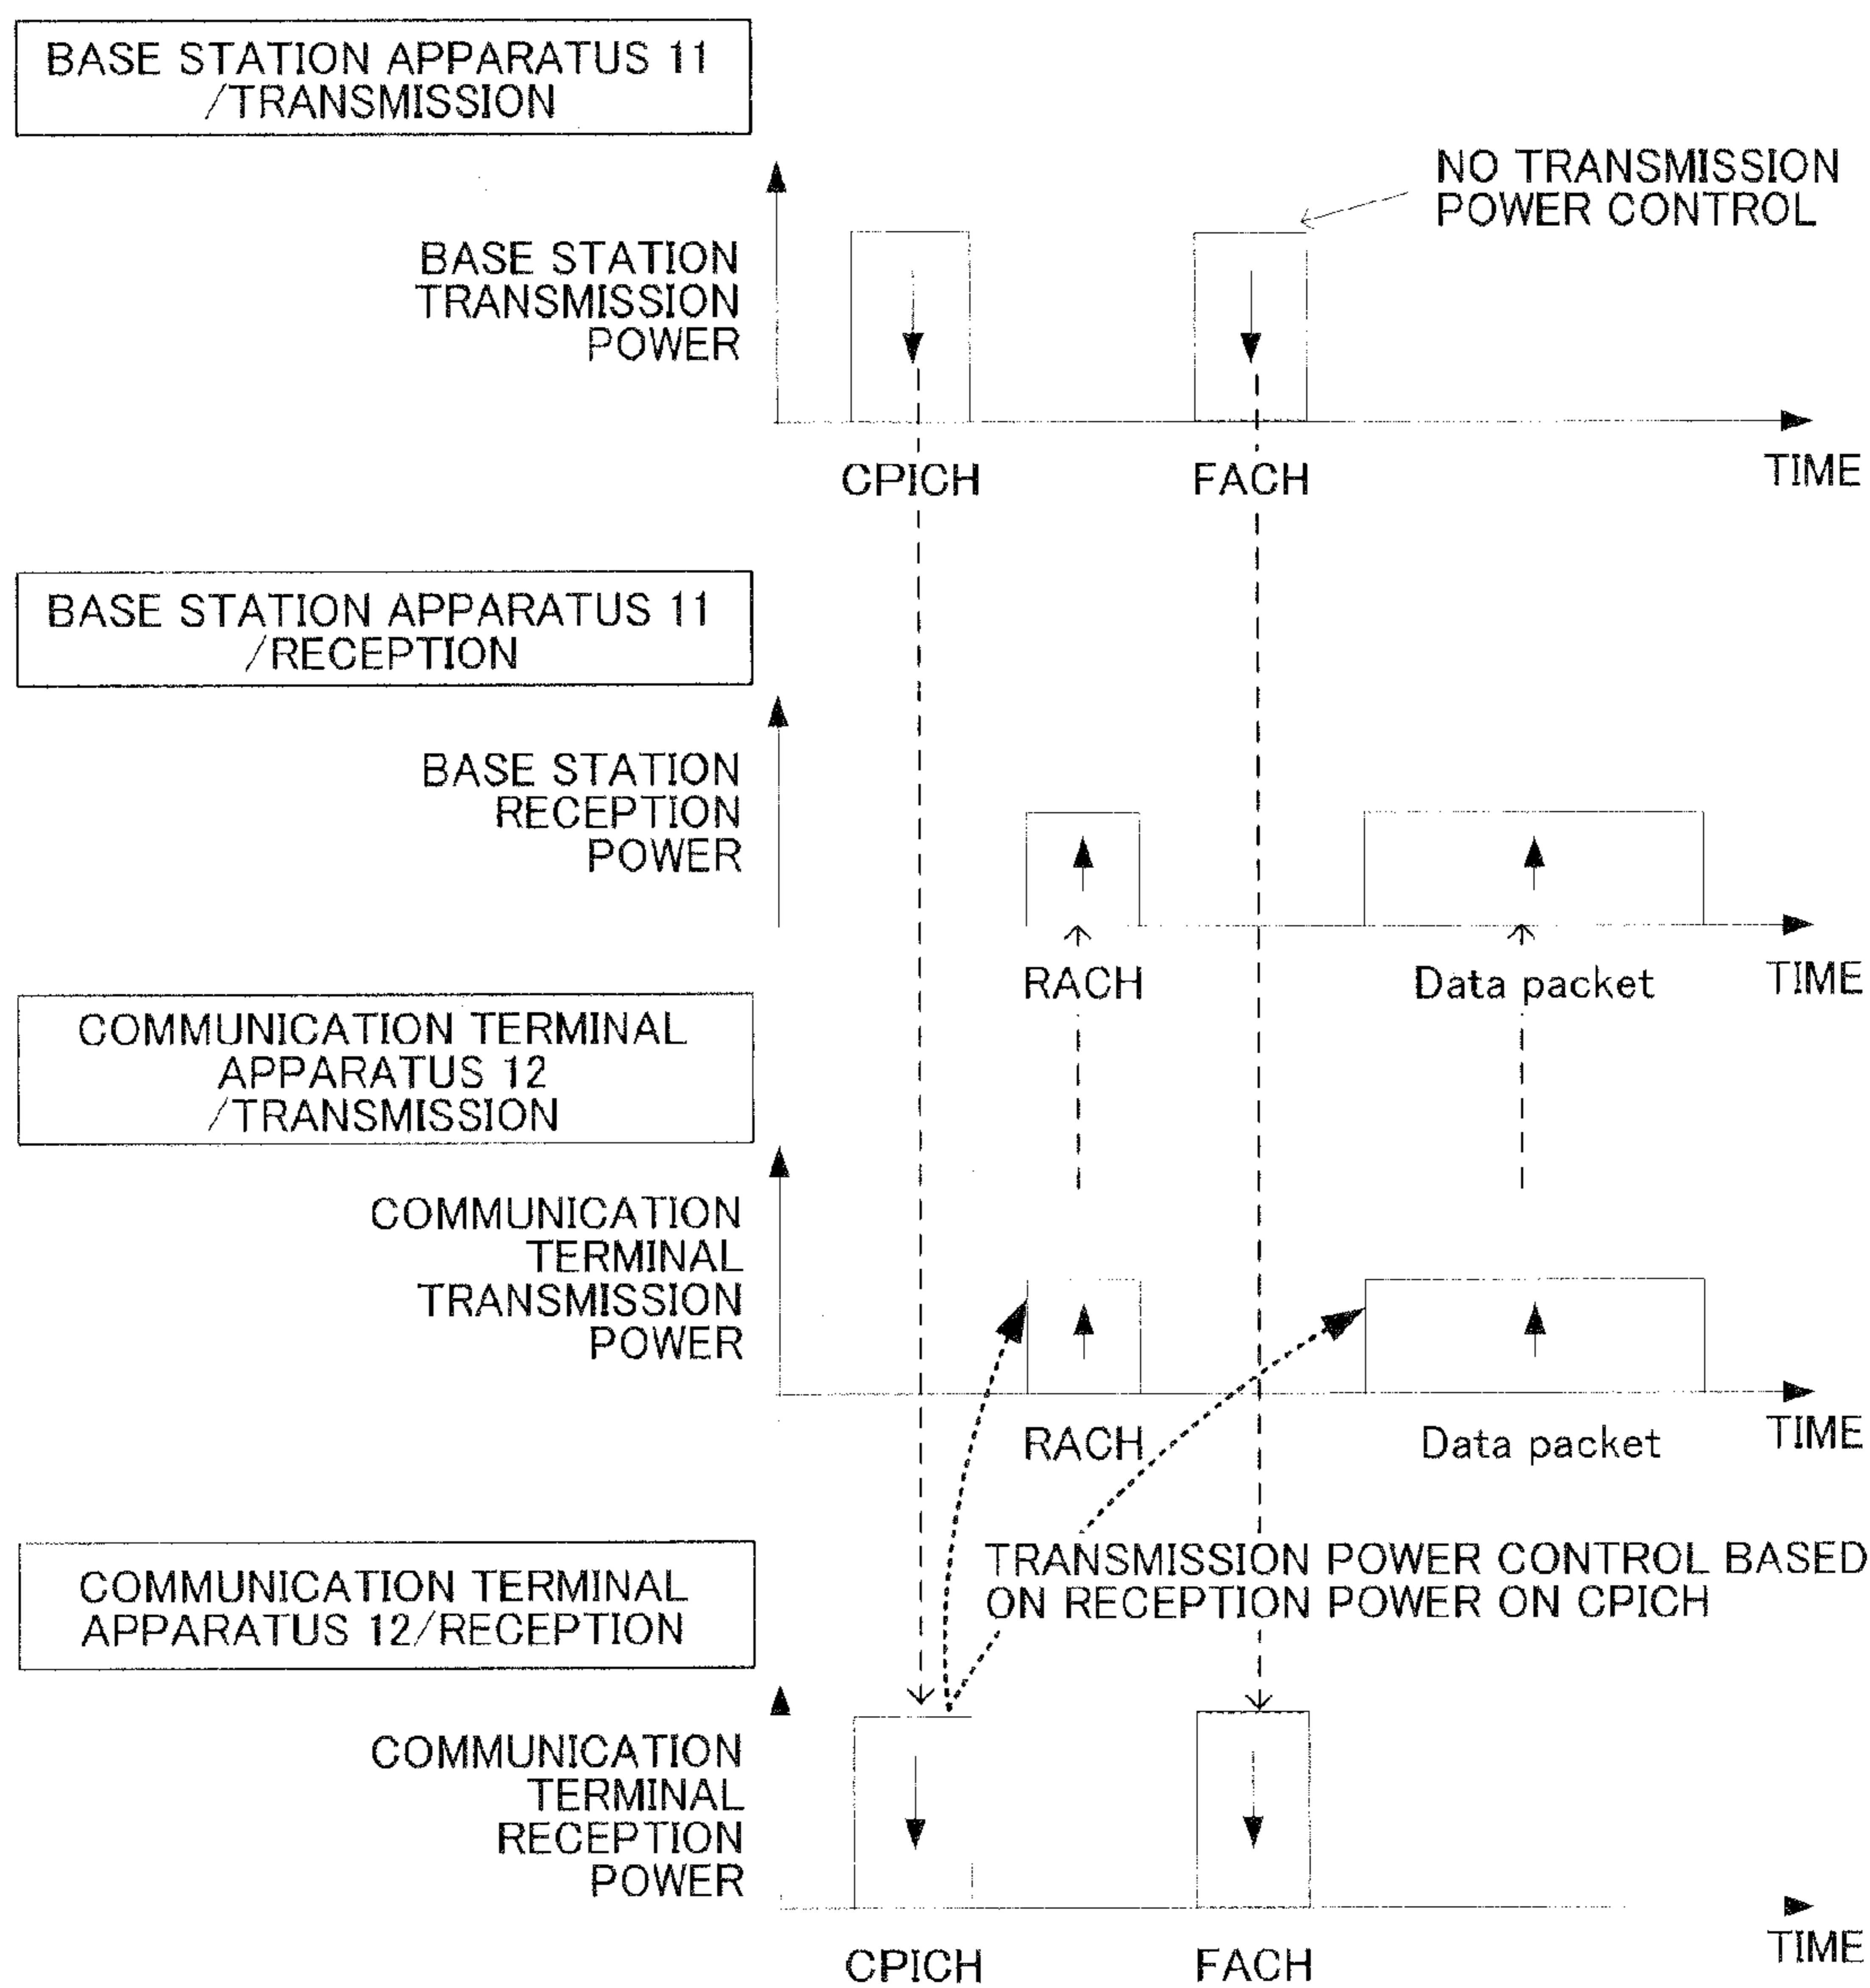 BASE STATION APPARATUS 11
/TRANSMISSION
NO TRANSMISSION
POWER CONTROL
BASE STATION
TRANSMISSION
POWER
CPICH
FACH
TIME
BASE STATION APPARATUS 11
/RECEPTION
BASE STATION
RECEPTION
POWER
RACH
Data packet
TIME
COMMUNICATION TERMINAL
APPARATUS 12
/TRANSMISSION
COMMUNICATION
TERMINAL
TRANSMISSION
POWER
RACH
Data packet
TIME
COMMUNICATION TERMINAL
APPARATUS 12/RECEPTION
TRANSMISSION POWER CONTROL BASED
ON RECEPTION POWER ON CPICH
COMMUNICATION
TERMINAL
RECEPTION
POWER
CPICH
FACH
TIME